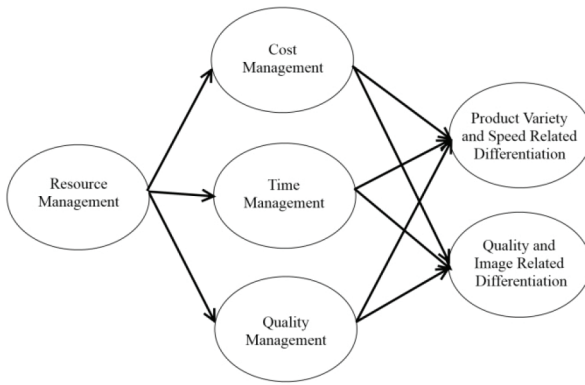 Cost
Management
Product Variety
and Speed Related
Differentiation
Resource
Management
Time
Management
Quality and
Image Related
Differentiation
Quality
Management